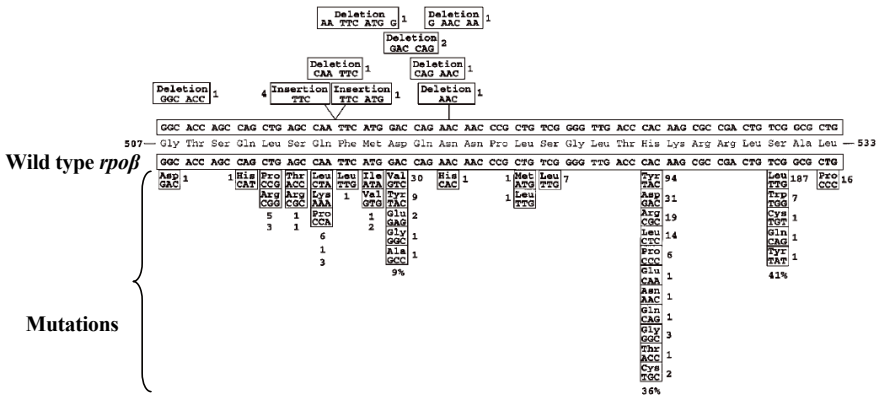 Deletion Deletion
AA TTC ATG G 1 G AAC AA 1
Deletion
GAC CAG 2
Deletion Deletion
CAA TTC 1 CAG AAC 1
Deletion Insertion Insertion Deletion
GGC ACC 1 4 TTC TTC ATG 1 AAC 1
GGC ACC AGC CAG CTG AGC CAA TTC ATG GAC CAG AAC AAC CCG CTG TCG GGG TTG ACC CAC AAG CGC CGA CTG TCG GCG CTG
507 Gly Thr Ser Gln Leu Ser Gln Phe Met Asp Gln Asn Asn Pro Leu Ser Gly Leu Thr His Lys Arg Arg Leu Ser Ala Leu 533
Wild type rpoβ GGC ACC AGC CAG CTG AGC CAA TTC ATG GAC CAG AAC AAC CCG CTG TCG GGG TTG ACC CAC AAG CGC CGA CTG TCG GCG CTG
Asp 1 1 His Pro Thr Leu Leu Ile Val 30 His 1 1 Met Leu 7 Tyr 94 Leu 187 Pro 16
GAC CAT CCG ACC CTA TTG ATA GTC CAC ATG TTG TAC TTG CCC
Arg Arg Lys 1 Val Tyr 9 1 Leu Asp 31 Trp 7
CGG CGC AAA GTG TAC TTG GAC TGG
5 1 Pro 1 Glu 2 Arg 19 Cys 1
3 1 CCA 2 GAG CGC TGT
6 Gly 1 Leu 14 Gln 1
1 GGC CTC CAG
3 Ala 1 Pro 6 Tyr 1
GCC CCC TAT
9% Glu 1 41%
CAA
Asn 1
AAC
Mutations
Gln 1
CAG
Gly 3
GGC
Thr 1
ACC
Cys 2
TGC
36%